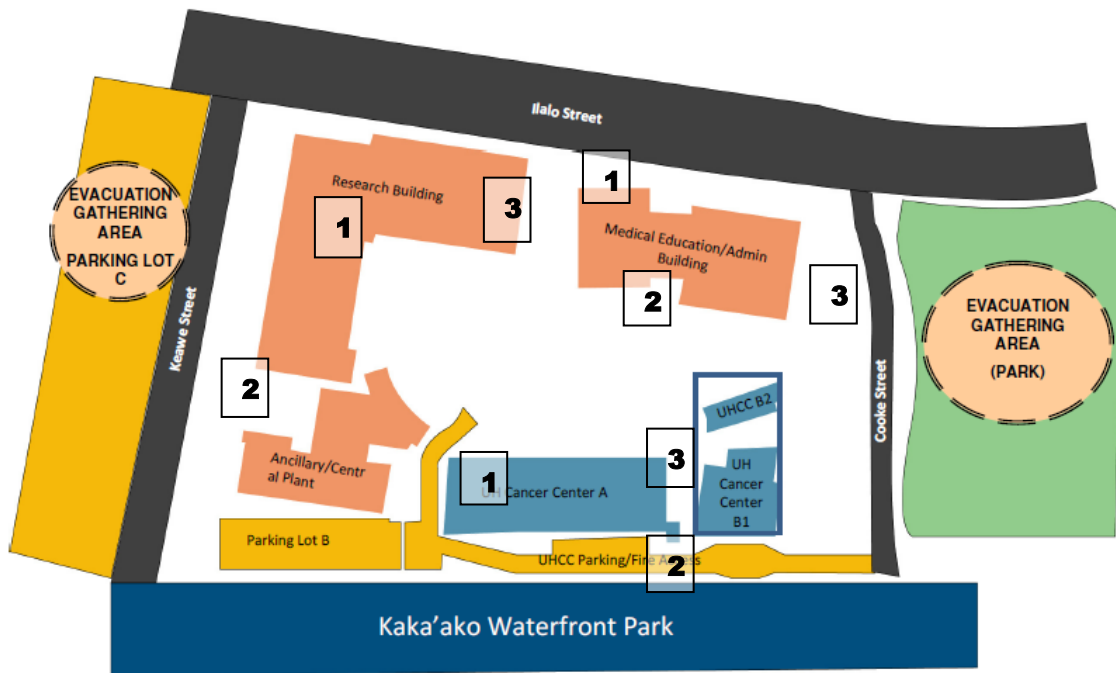 Ilalo Street
EVACUATION
GATHERING
AREA
PARKING LOT
C
Keawe Street
Research Building
1
3
2
1
Medical Education/Admin
Building
2
3
Cooke Street
EVACUATION
GATHERING
AREA
(PARK)
Ancillary/Centr
al Plant
UHCC B2
3
1
UH Cancer Center A
UH
Cancer
Center
B1
Parking Lot B
UHCC Parking/Fire Access
2
Kaka’ako Waterfront Park